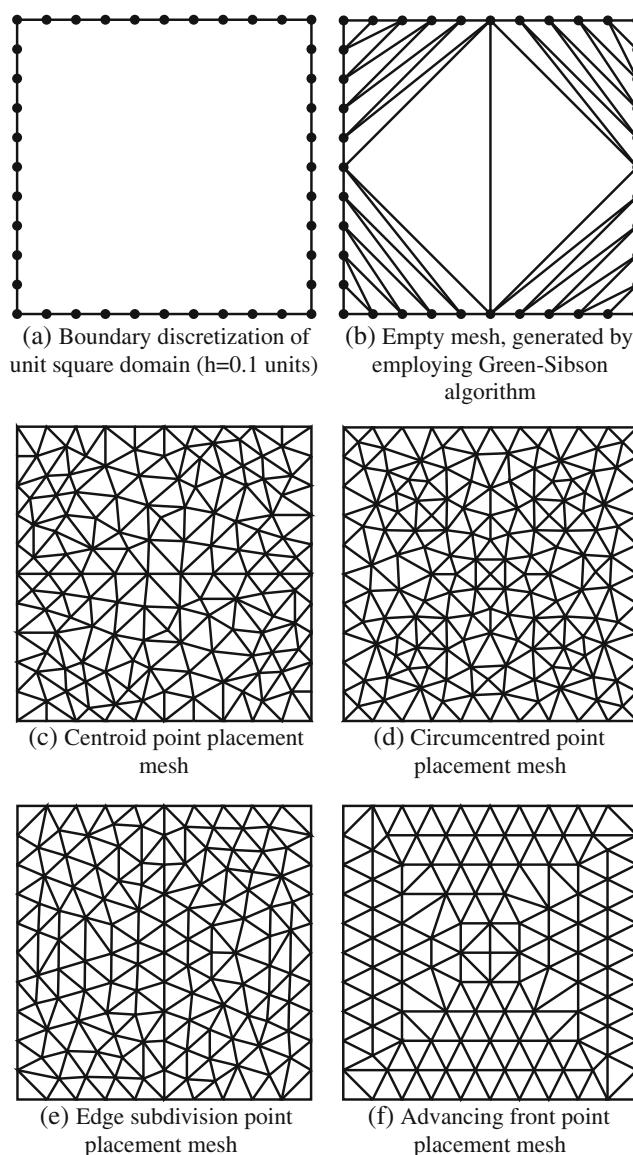 (a) Boundary discretization of
unit square domain (h=0.1 units)
(b) Empty mesh, generated by
employing Green-Sibson
algorithm
(c) Centroid point placement
mesh
(d) Circumcentred point
placement mesh
(e) Edge subdivision point
placement mesh
(f) Advancing front point
placement mesh